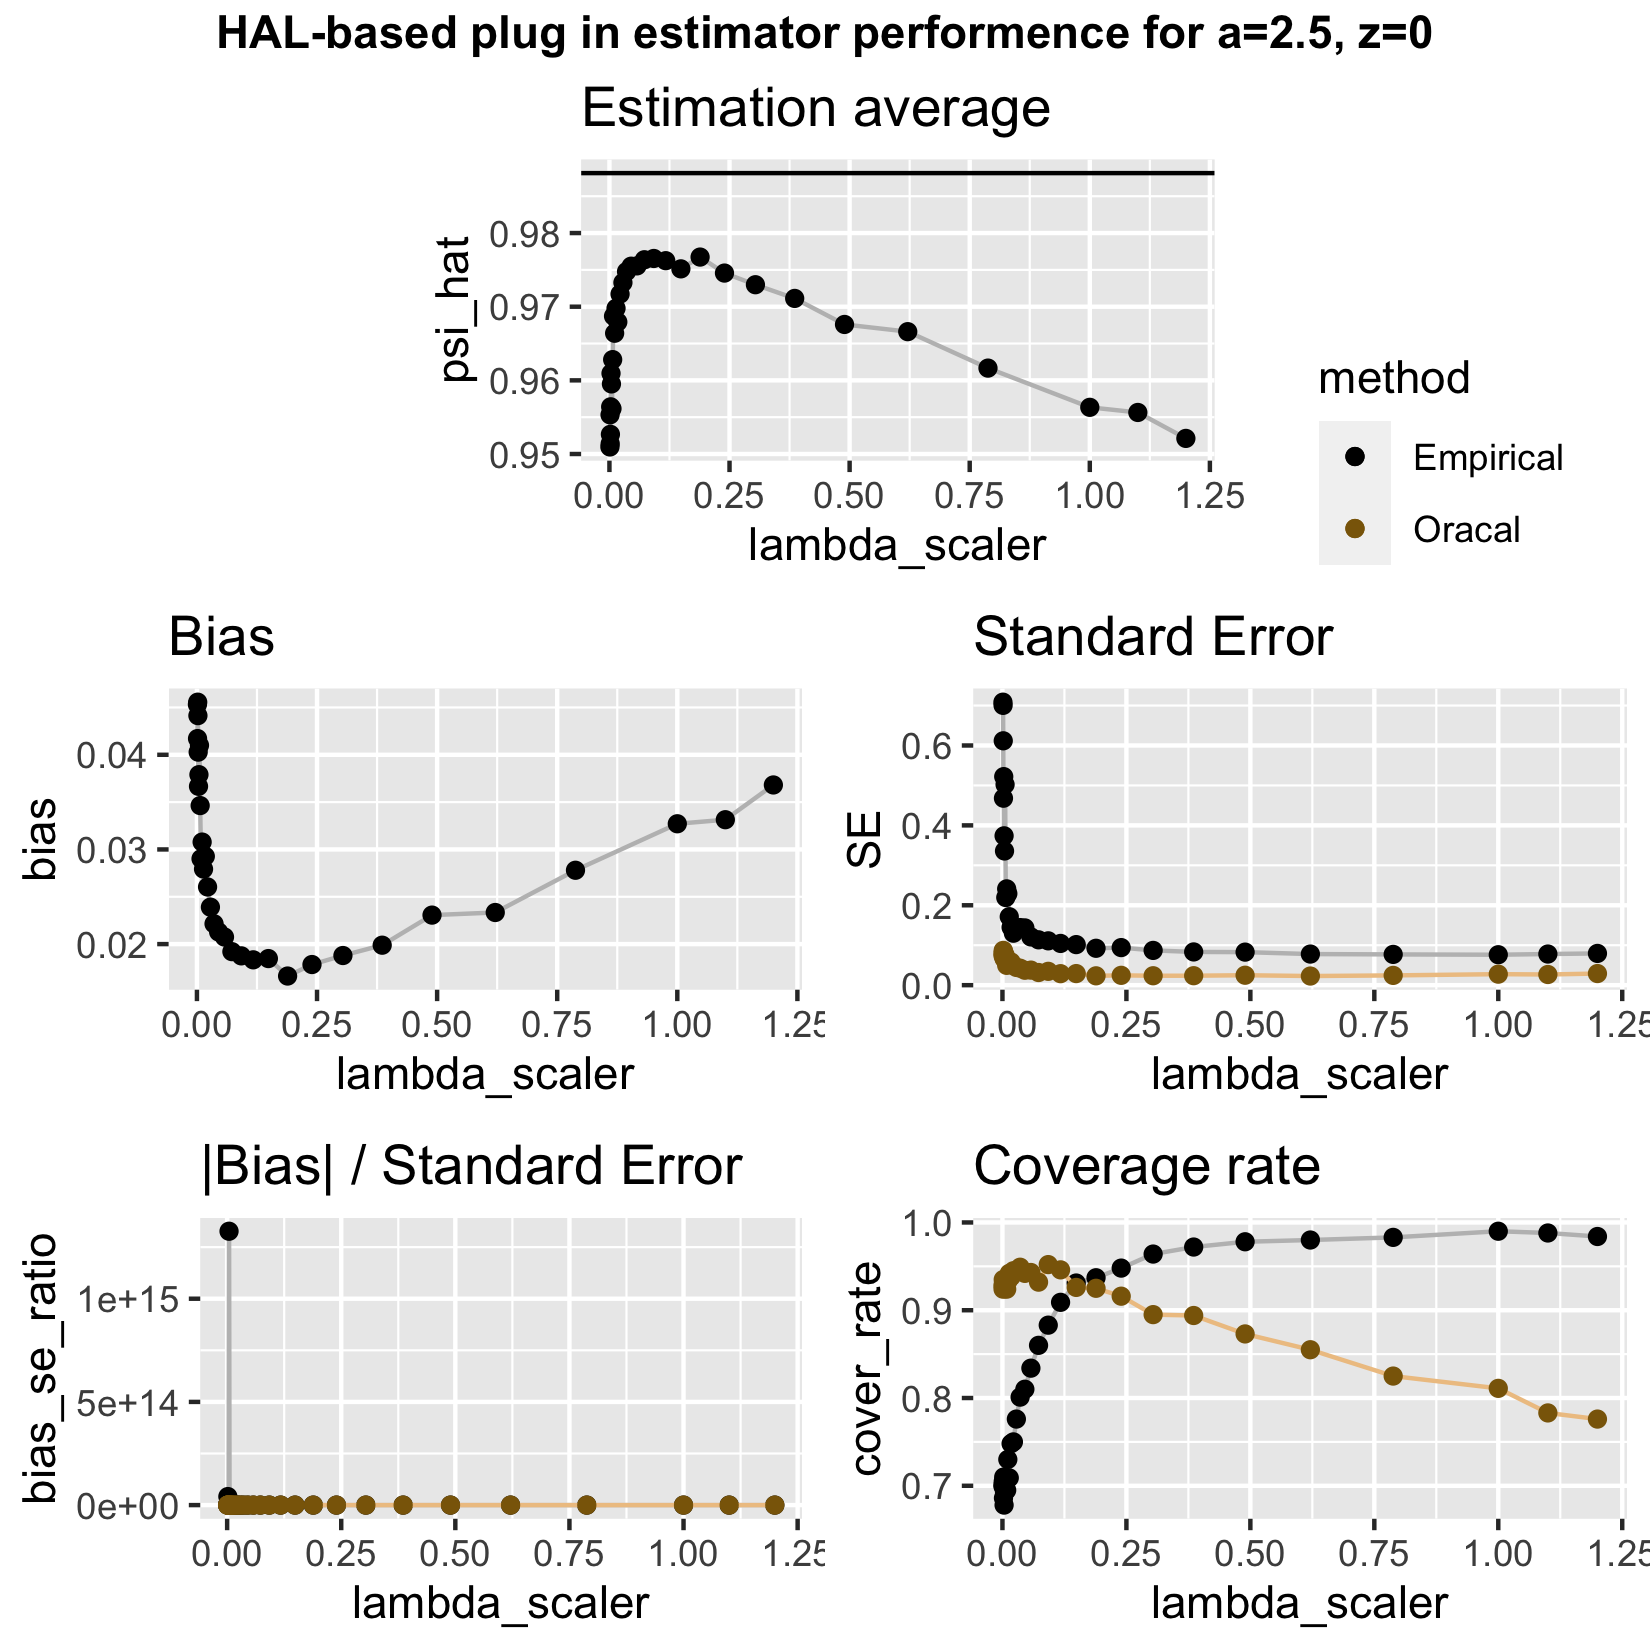 HAL-based plug in estimator performence for a=2.5, z=0
Estimation average
psi_hat
0.98
0.97
0.96
0.95
0.00 0.25 0.50 0.75 1.00 1.25
lambda_scaler
method
Empirical
Oracal
Bias
bias
0.04
0.03
0.02
0.00 0.25 0.50 0.75 1.00 1.25
lambda_scaler
Standard Error
SE
0.6
0.4
0.2
0.0
0.00 0.25 0.50 0.75 1.00 1.25
lambda_scaler
|Bias| / Standard Error
bias_se_ratio
1e+15
5e+14
0e+00
0.00 0.25 0.50 0.75 1.00 1.25
lambda_scaler
Coverage rate
cover_rate
1.0
0.9
0.8
0.7
0.00 0.25 0.50 0.75 1.00 1.25
lambda_scaler